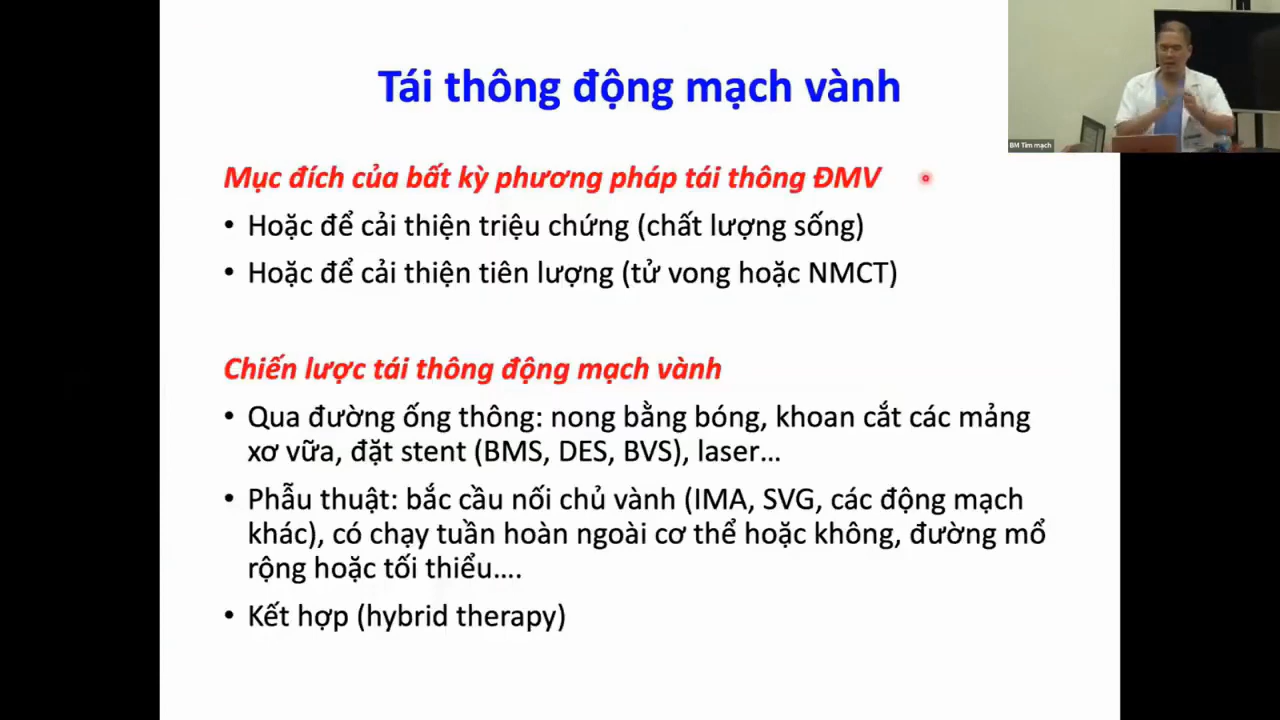 Tái thông động mạch vành
BM Tim mạch
Mục đích của bất kỳ phương pháp tái thông ĐMV
• Hoặc để cải thiện triệu chứng (chất lượng sống)
• Hoặc để cải thiện tiên lượng (tử vong hoặc NMCT)
Chiến lược tái thông động mạch vành
• Qua đường ống thông: nong bằng bóng, khoan cắt các mảng
xơ vữa, đặt stent (BMS, DES, BVS), laser...
• Phẫu thuật: bắc cầu nối chủ vành (IMA, SVG, các động mạch
khác), có chạy tuần hoàn ngoài cơ thể hoặc không, đường mổ
rộng hoặc tối thiểu....
• Kết hợp (hybrid therapy)